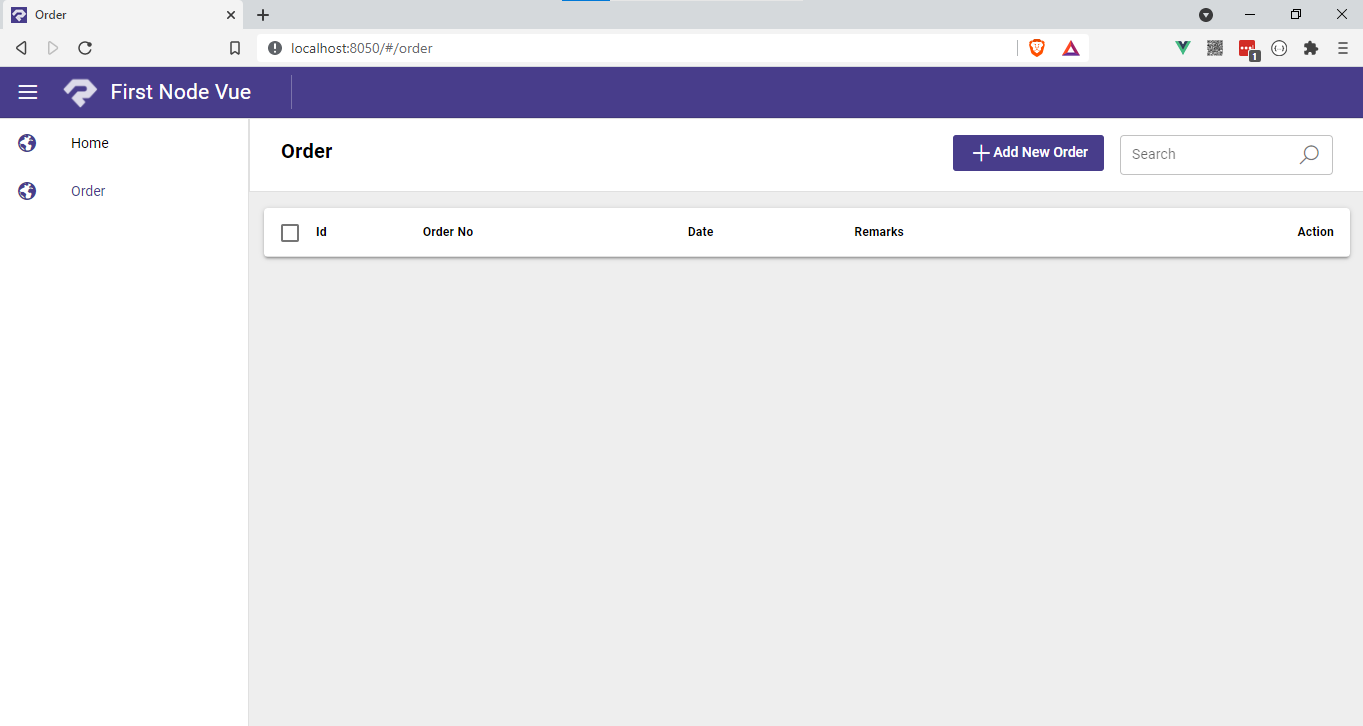 Order
localhost:8050/#/order
1
First Node Vue
Home
Order
Order
Add New Order
Search
Id Order No Date Remarks Action